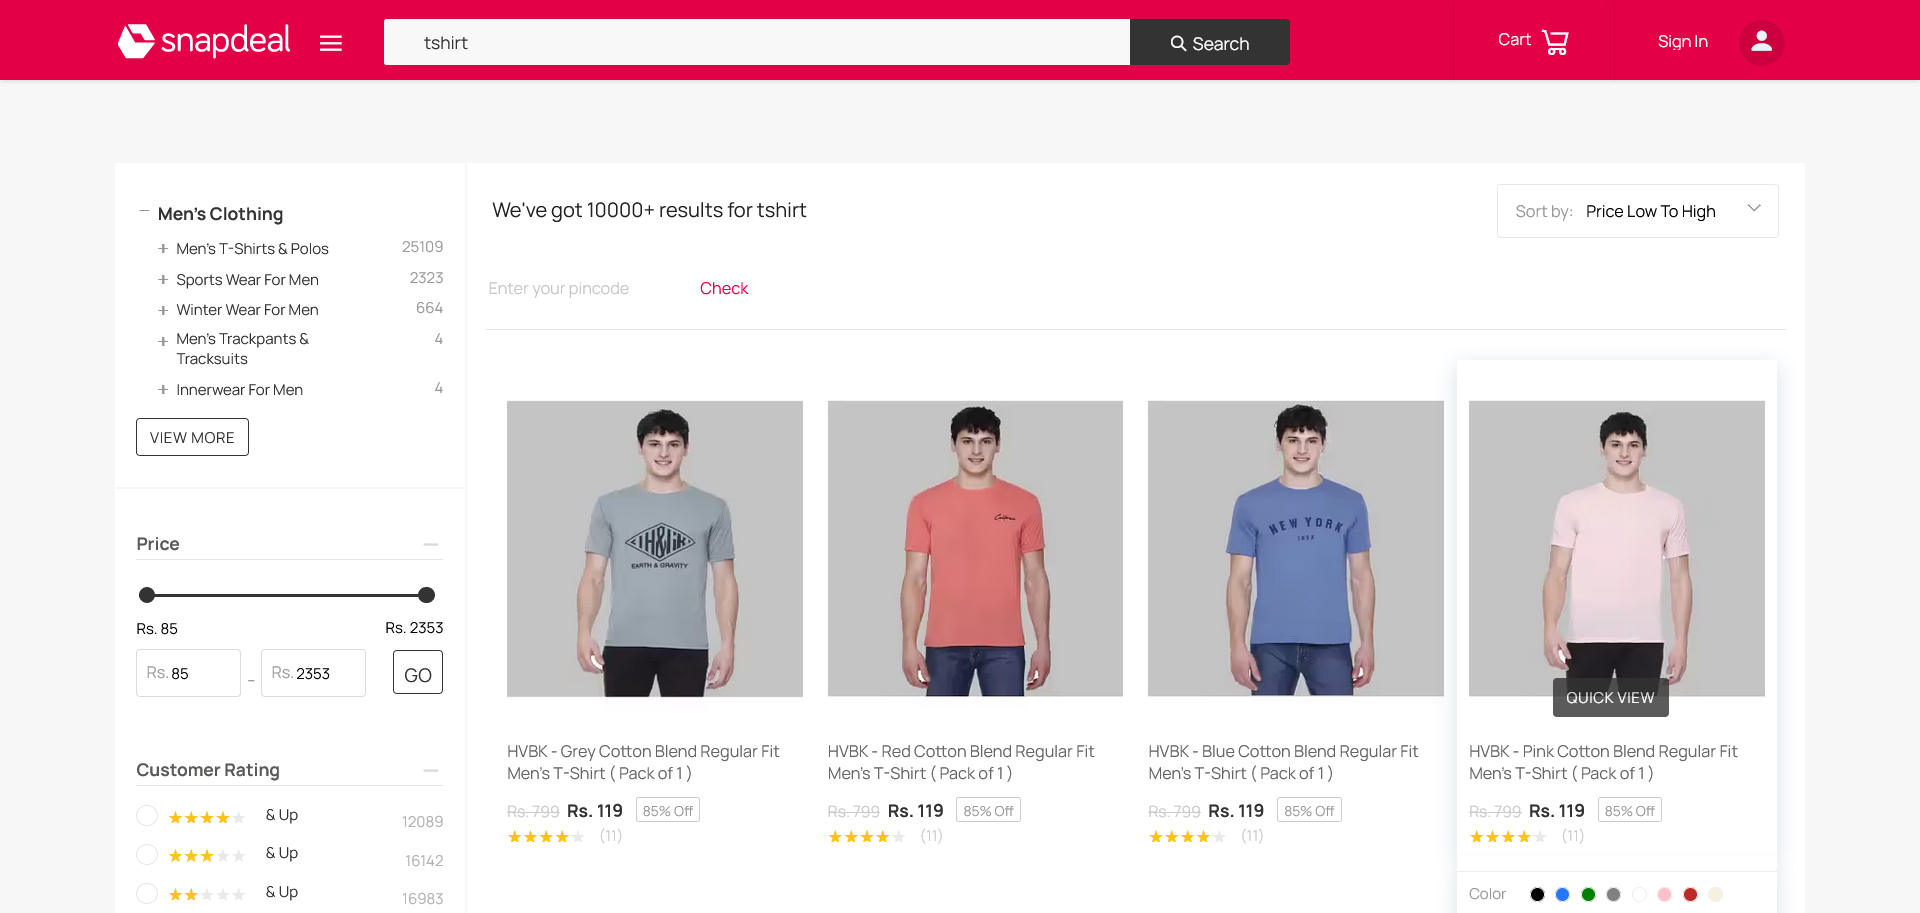 snapdeal
tshirt
Search
Cart
Sign In
Men's Clothing
Men's T-Shirts & Polos 25109
Sports Wear For Men 2323
Winter Wear For Men 664
Men's Trackpants & 4
Tracksuits
Innerwear For Men 4
VIEW MORE
Price
Rs. 85 Rs. 2353
Rs. 85 – Rs. 2353 GO
Customer Rating
& Up 12089
& Up 16142
& Up 16983
We've got 10000+ results for tshirt
Sort by: Price Low To High
Enter your pincode Check
EARTH & GRAVITY
California
NEW YORK
QUICK VIEW
HVBK - Grey Cotton Blend Regular Fit
Men's T-Shirt ( Pack of 1 )
Rs. 799 Rs. 119 85% Off
(11)
HVBK - Red Cotton Blend Regular Fit
Men's T-Shirt ( Pack of 1 )
Rs. 799 Rs. 119 85% Off
(11)
HVBK - Blue Cotton Blend Regular Fit
Men's T-Shirt ( Pack of 1 )
Rs. 799 Rs. 119 85% Off
(11)
HVBK - Pink Cotton Blend Regular Fit
Men's T-Shirt ( Pack of 1 )
Rs. 799 Rs. 119 85% Off
(11)
Color